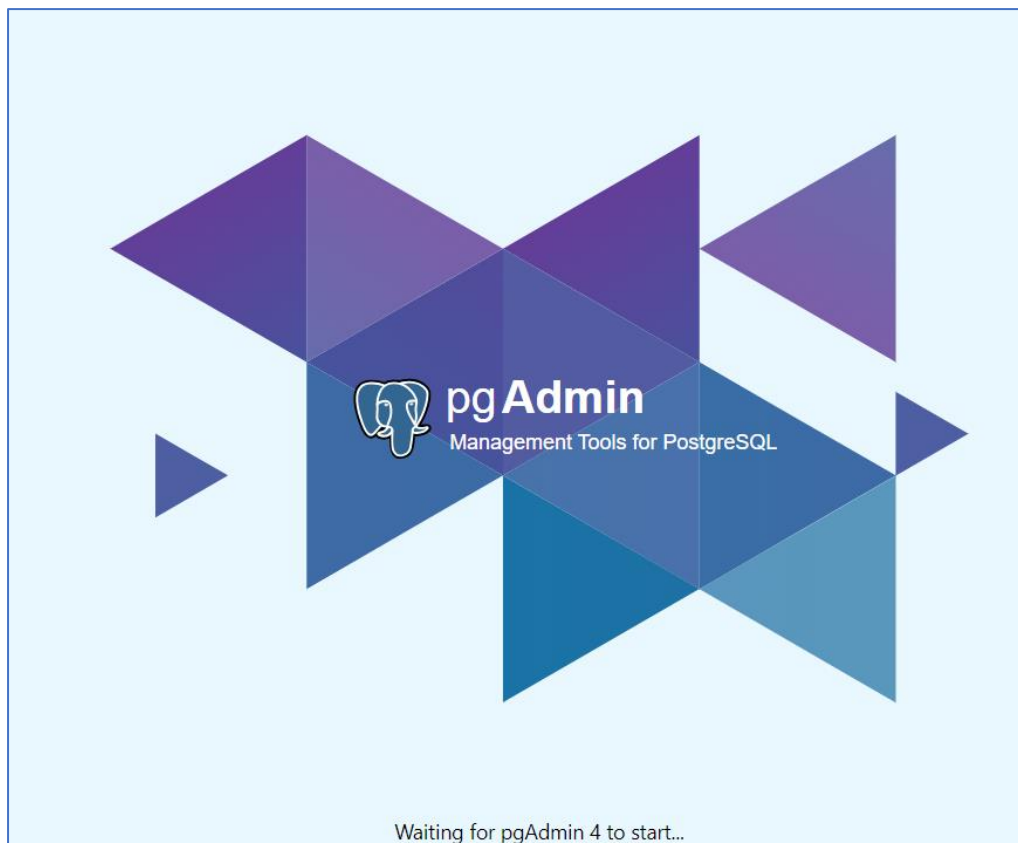 pgAdmin
Management Tools for PostgreSQL
Waiting for pgAdmin 4 to start...